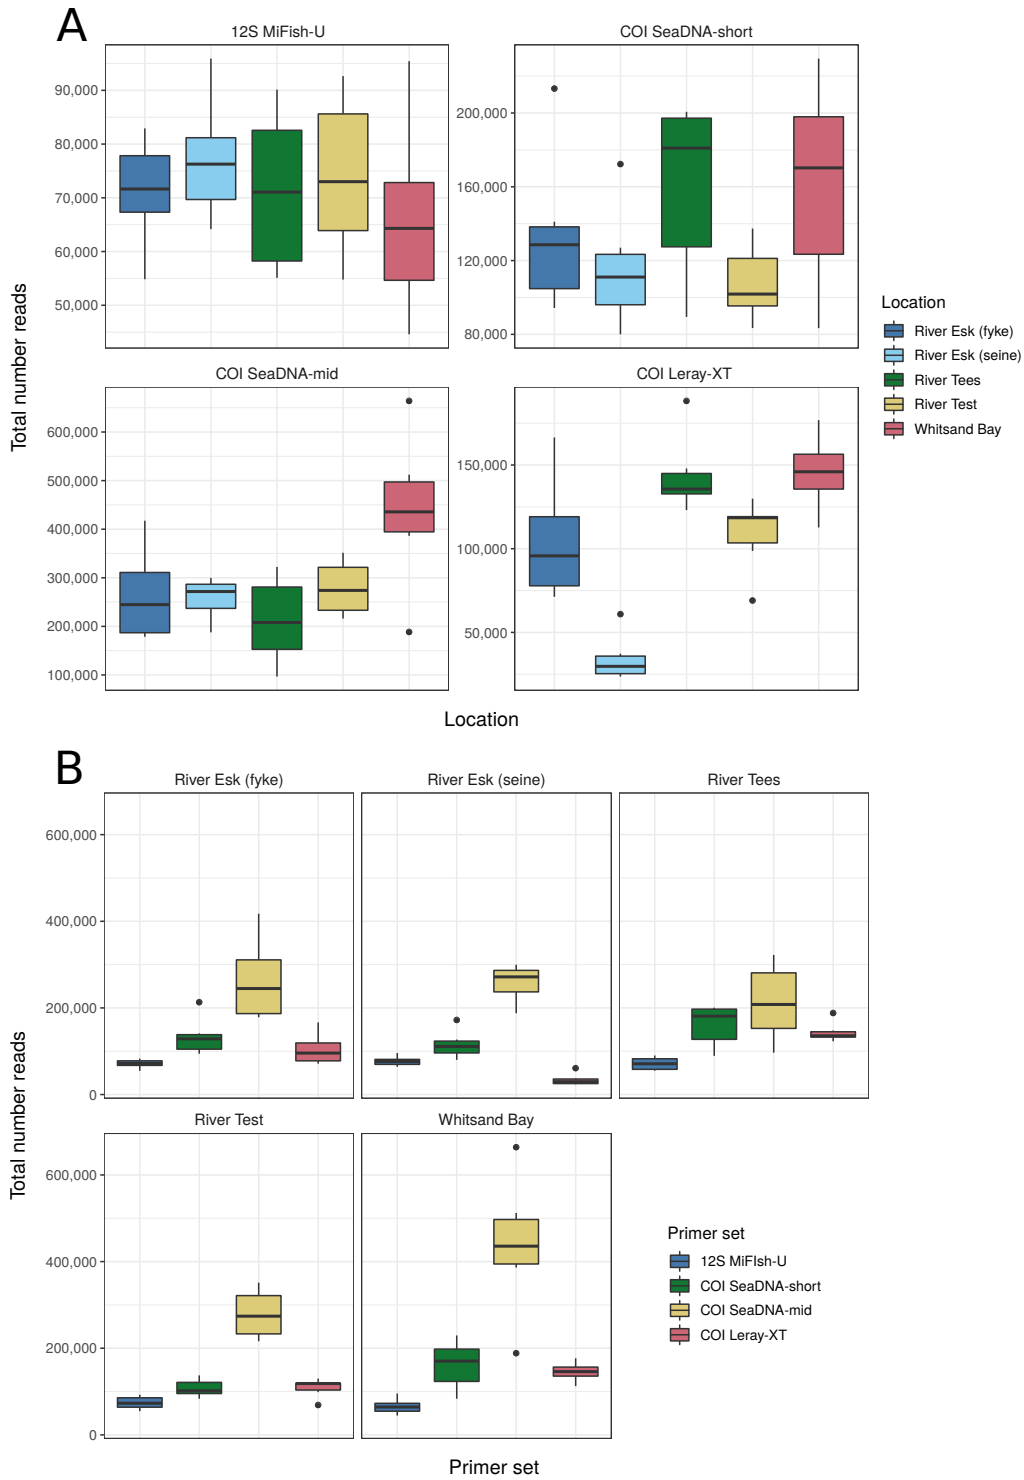 A
12S MiFish-U
COI SeaDNA-short
90,000
80,000
70,000
60,000
50,000
200,000
160,000
120,000
80,000
Total number reads
COI SeaDNA-mid
COI Leray-XT
600,000
500,000
400,000
300,000
200,000
100,000
150,000
100,000
50,000
Location
Location
River Esk (fyke)
River Esk (seine)
River Tees
River Test
Whitsand Bay
B
River Esk (fyke)
River Esk (seine)
River Tees
600,000
400,000
200,000
0
Total number reads
River Test
Whitsand Bay
600,000
400,000
200,000
0
Primer set
Primer set
12S MiFIsh-U
COI SeaDNA-short
COI SeaDNA-mid
COI Leray-XT